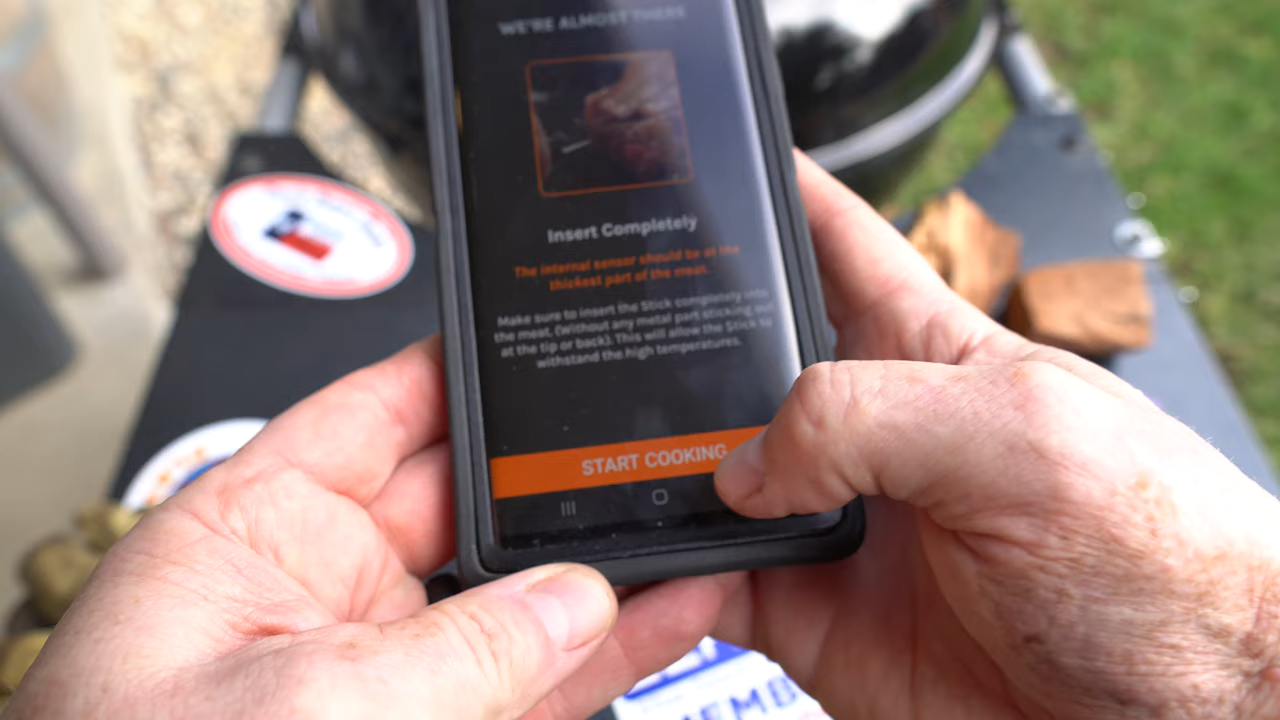 WE'RE ALMOST THERE
Insert Completely
The internal sensor should be at the
thickest part of the meat.
Make sure to insert the Stick completely into
the meat. (Without any metal part sticking out
at the tip or back). This will allow the Stick to
withstand the high temperatures.
START COOKING